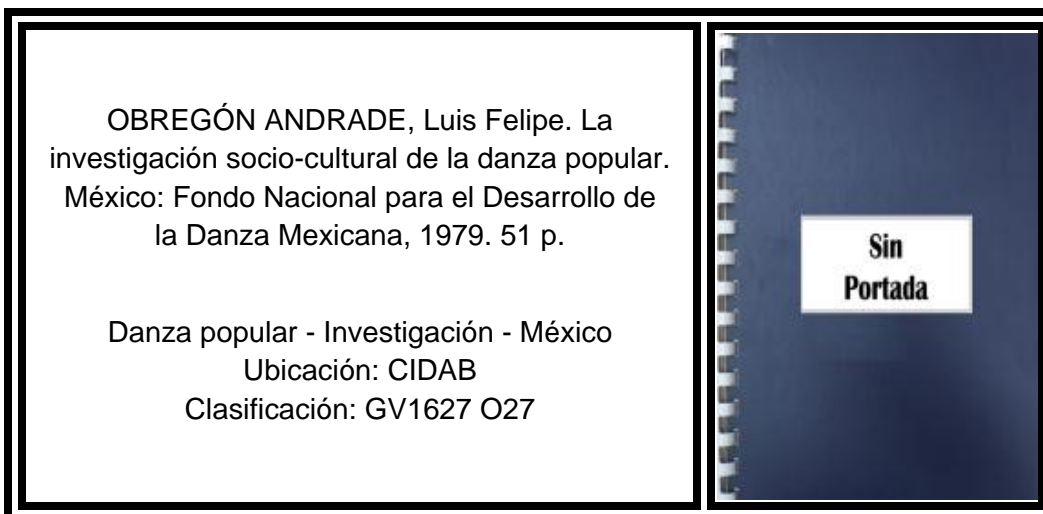 OBREGÓN ANDRADE, Luis Felipe. La
investigación socio-cultural de la danza popular.
México: Fondo Nacional para el Desarrollo de
la Danza Mexicana, 1979. 51 p.
Danza popular - Investigación - México
Ubicación: CIDAB
Clasificación: GV1627 O27
Sin
Portada